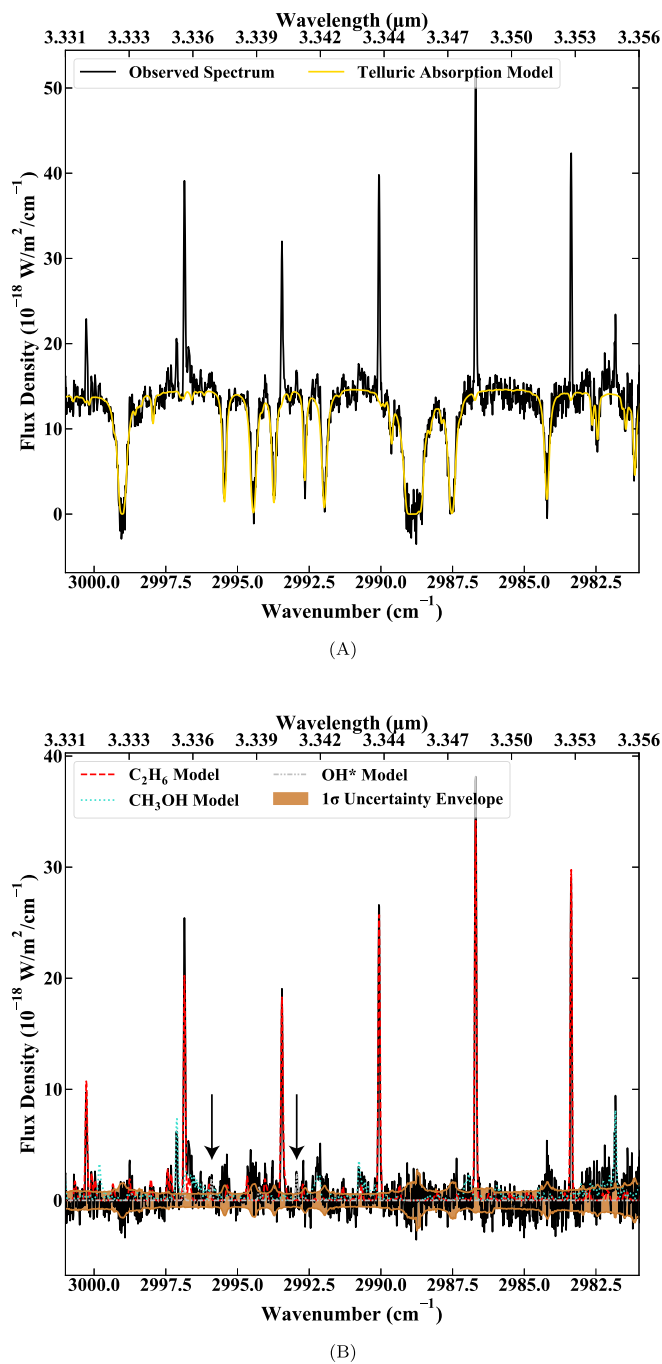 Wavelength (μm)
3.331 3.333 3.336 3.339 3.342 3.344 3.347 3.350 3.353 3.356
Observed Spectrum Telluric Absorption Model
50
40
30
20
10
0
Flux Density (10⁻¹⁸ W/m²/cm⁻¹)
3000.0 2997.5 2995.0 2992.5 2990.0 2987.5 2985.0 2982.5
Wavenumber (cm⁻¹)
(A)
Wavelength (μm)
3.331 3.333 3.336 3.339 3.342 3.344 3.347 3.350 3.353 3.356
C₂H₆ Model OH* Model
CH₃OH Model 1σ Uncertainty Envelope
40
30
20
10
0
Flux Density (10⁻¹⁸ W/m²/cm⁻¹)
3000.0 2997.5 2995.0 2992.5 2990.0 2987.5 2985.0 2982.5
Wavenumber (cm⁻¹)
(B)